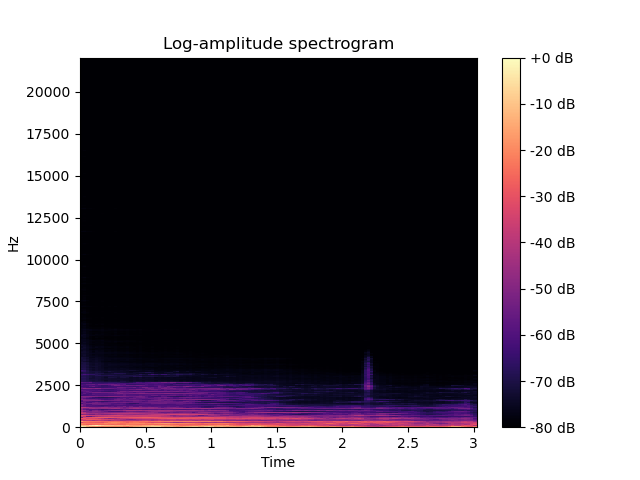 Log-amplitude spectrogram
Hz
20000
17500
15000
12500
10000
7500
5000
2500
0
0 0.5 1 1.5 2 2.5 3
Time
+0 dB
-10 dB
-20 dB
-30 dB
-40 dB
-50 dB
-60 dB
-70 dB
-80 dB